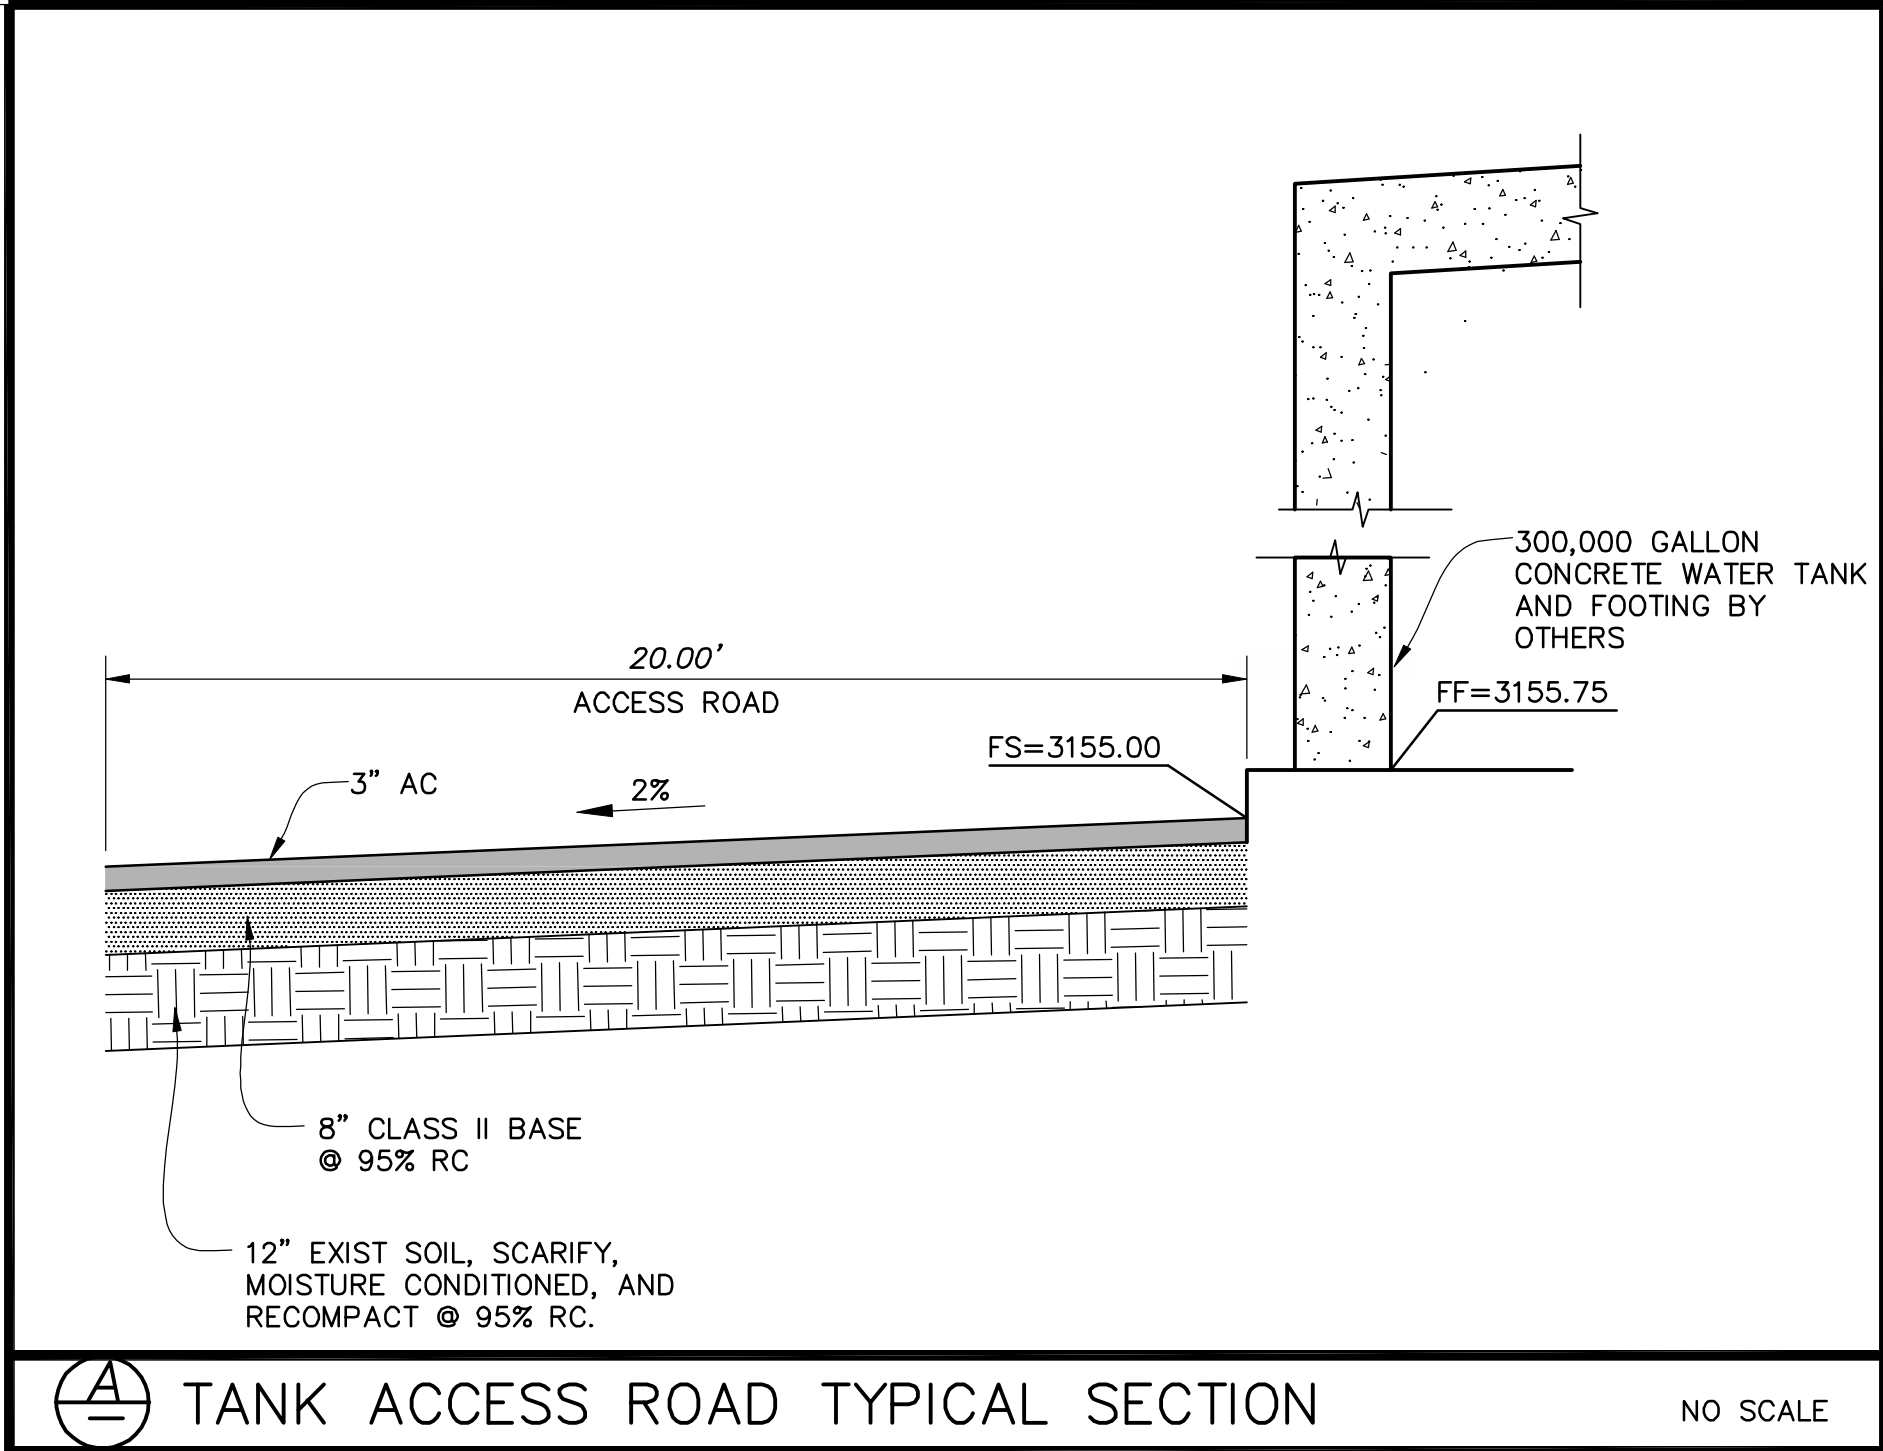 300,000 GALLON
CONCRETE WATER TANK
AND FOOTING BY
OTHERS
20.00'
ACCESS ROAD
FF=3155.75
FS=3155.00
3" AC
2%
8" CLASS II BASE
@ 95% RC
12" EXIST SOIL, SCARIFY,
MOISTURE CONDITIONED, AND
RECOMPACT @ 95% RC.
A
—
TANK ACCESS ROAD TYPICAL SECTION
NO SCALE